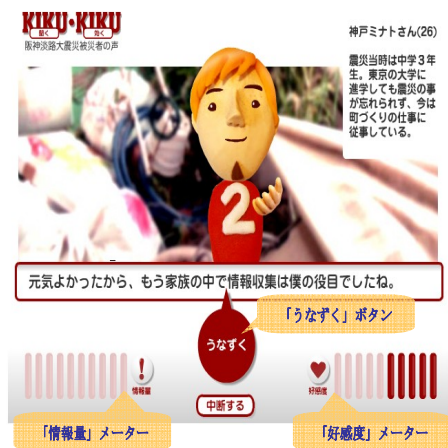 KIKU・KIKU
聞く 効く
阪神淡路大震災被災者の声
神戸ミナトさん(26)
震災当時は中学3年
生。東京の大学に
進学しても震災の事
が忘れられず、今は
町づくりの仕事に
従事している。
2
元気よかったから、もう家族の中で情報収集は僕の役目でしたね。
「うなずく」ボタン
うなずく
!
情報量
好感度
中断する
「情報量」メーター
「好感度」メーター